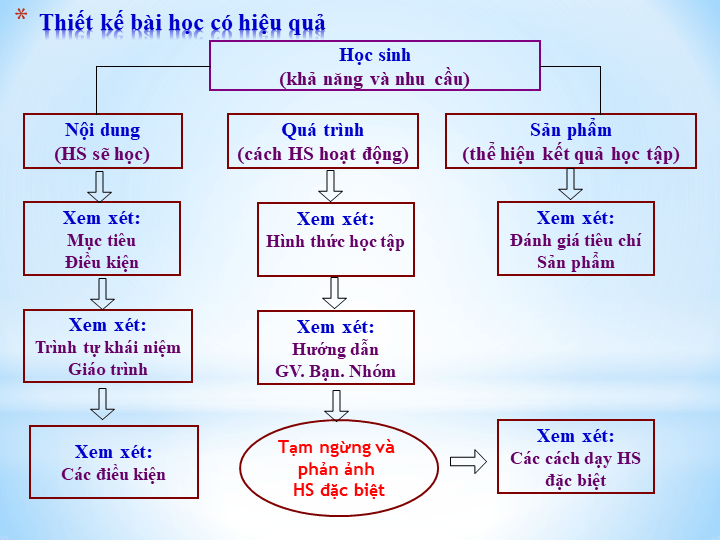 * Thiết kế bài học có hiệu quả
Học sinh
(khả năng và nhu cầu)
Nội dung
(HS sẽ học)
Quá trình
(cách HS hoạt động)
Sản phẩm
(thể hiện kết quả học tập)
Xem xét:
Mục tiêu
Điều kiện
Xem xét:
Hình thức học tập
Xem xét:
Đánh giá tiêu chí
Sản phẩm
Xem xét:
Trình tự khái niệm
Giáo trình
Xem xét:
Hướng dẫn
GV. Bạn. Nhóm
Xem xét:
Các điều kiện
Tạm ngừng và
phản ảnh
HS đặc biệt
Xem xét:
Các cách dạy HS
đặc biệt